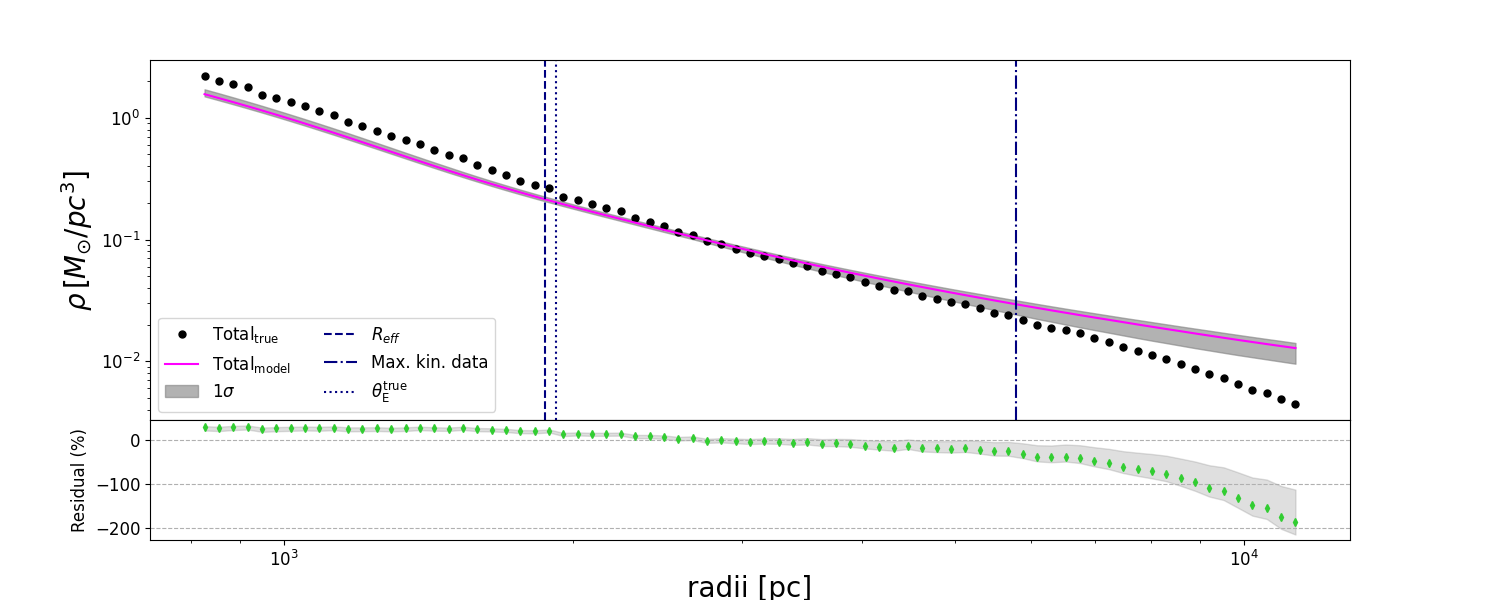 ρ [M⊙/pc³]
10⁰
10⁻¹
10⁻²
Total_true
Total_model
1σ
R_eff
Max. kin. data
θ_E^true
Residual (%)
0
−100
−200
10³
10⁴
radii [pc]